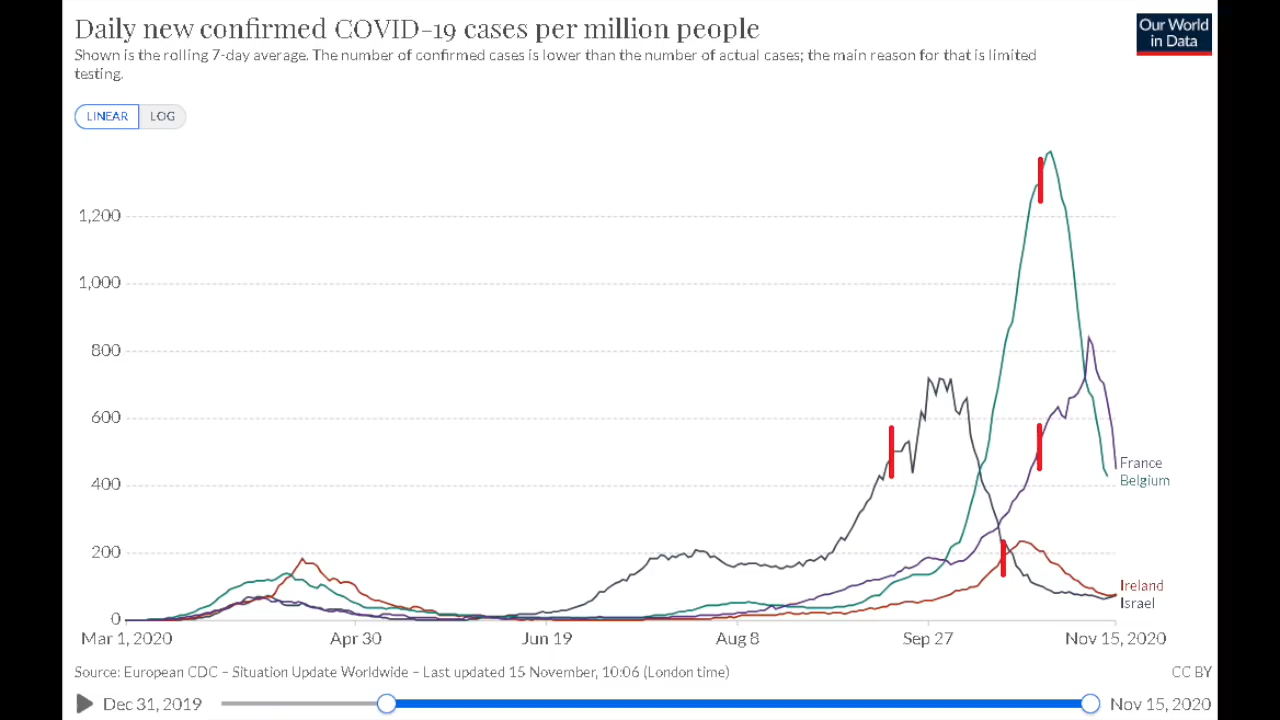 Daily new confirmed COVID-19 cases per million people
Our World
in Data
Shown is the rolling 7-day average. The number of confirmed cases is lower than the number of actual cases; the main reason for that is limited
testing.
LINEAR LOG
1,200
1,000
800
600
400
200
0
France
Belgium
Ireland
Israel
Mar 1, 2020 Apr 30 Jun 19 Aug 8 Sep 27 Nov 15, 2020
Source: European CDC – Situation Update Worldwide – Last updated 15 November, 10:06 (London time) CC BY
Dec 31, 2019 Nov 15, 2020